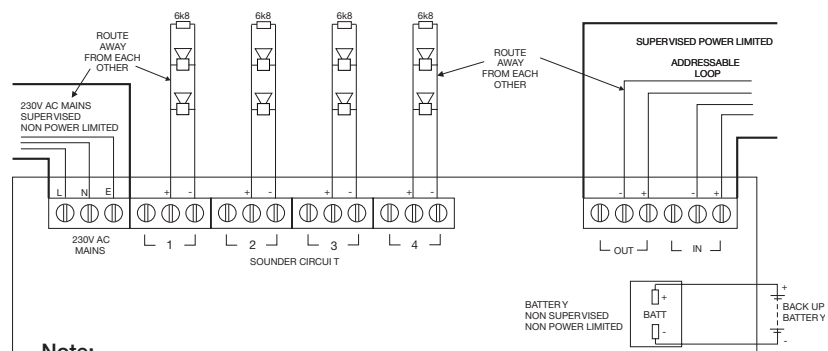 6k8 6k8 6k8 6k8
ROUTE
AWAY
FROM EACH
OTHER
ROUTE
AWAY
FROM EACH
OTHER
SUPERVISED POWER LIMITED
ADDRESSABLE
LOOP
230V AC MAINS
SUPERVISED
NON POWER LIMITED
L N E + - + - + - + - - + - +
230V AC
MAINS
1 2 3 4
SOUNDER CIRCUI T
OUT IN
BATTERY
NON SUPERVISED
NON POWER LIMITED
+
BATT
-
+
BACK UP
BATTERY
-
Note: